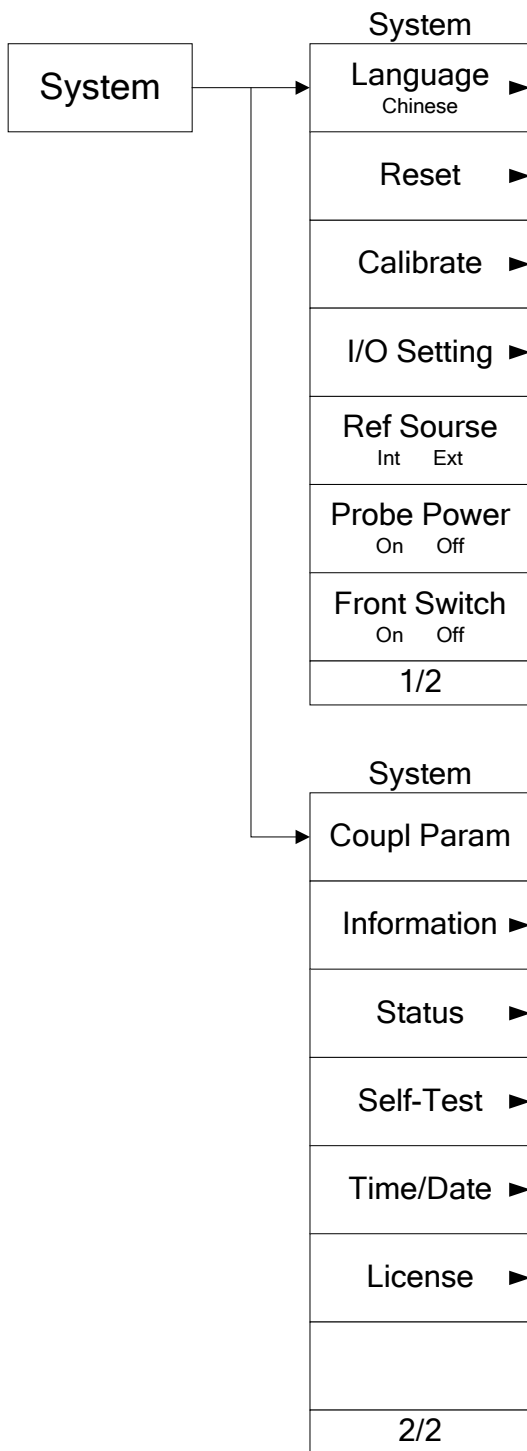 System
System
Language
Chinese
Reset
Calibrate
I/O Setting
Ref Sourse
Int Ext
Probe Power
On Off
Front Switch
On Off
1/2
System
Coupl Param
Information
Status
Self-Test
Time/Date
License
2/2